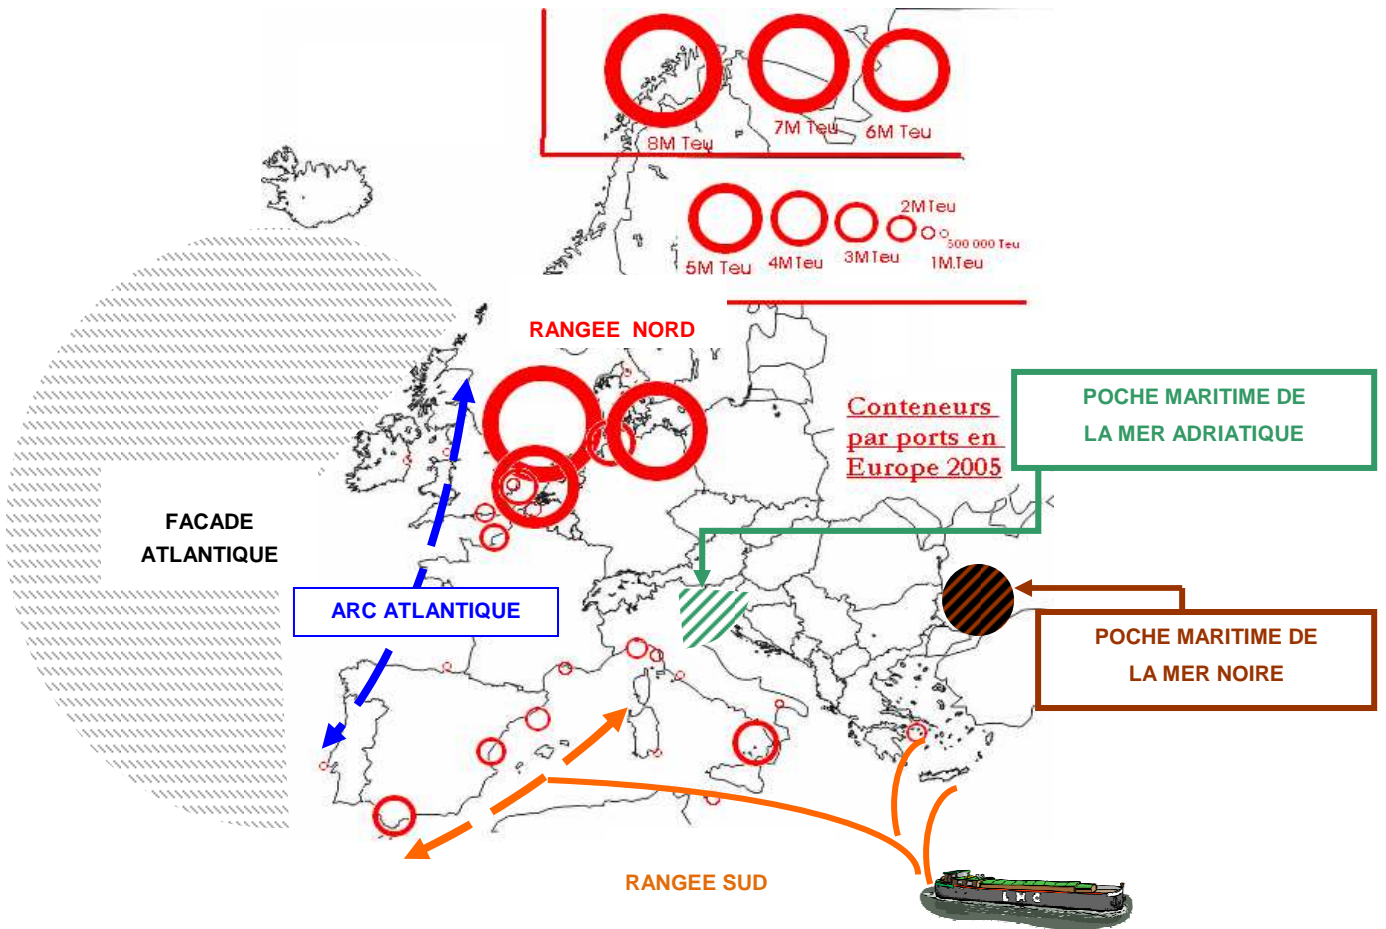 8M Teu
7M Teu
6M Teu
5M Teu
4M Teu
3M Teu
2M Teu
1M.Teu
500 000 Teu
RANGEE NORD
Conteneurs
par ports en
Europe 2005
POCHE MARITIME DE
LA MER ADRIATIQUE
FACADE
ATLANTIQUE
ARC ATLANTIQUE
POCHE MARITIME DE
LA MER NOIRE
RANGEE SUD
L M C